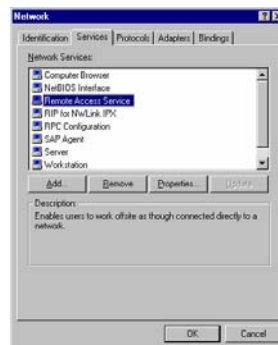 Network
Identification Services Protocols Adapters Bindings
Network Services:
Computer Browser
NetBIOS Interface
Remote Access Service
RIP for NWLink IPX
RPC Configuration
SAP Agent
Server
Workstation
Add... Remove Properties... Update
Description:
Enables users to work offsite as though connected directly to a
network.
OK Cancel